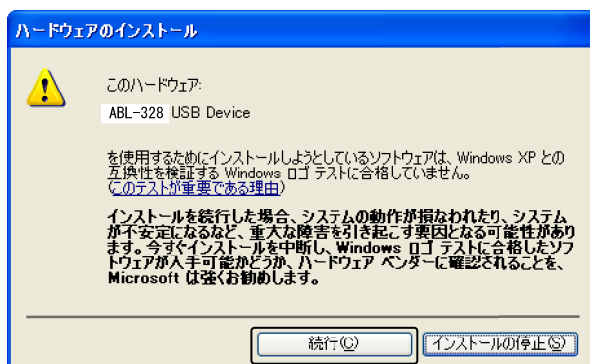 ハードウェアのインストール
このハードウェア:
ABL-328 USB Device
を使用するためにインストールしようとしているソフトウェアは、Windows XP との
互換性を検証する Windows ロゴ テストに合格していません。
(このテストが重要である理由)
インストールを続行した場合、システムの動作が損なわれたり、システム
が不安定になるなど、重大な障害を引き起こす要因となる可能性があり
ます。今すぐインストールを中断し、Windows ロゴ テストに合格したソフ
トウェアが入手可能かどうか、ハードウェア ベンダーに確認されることを、
Microsoft は強くお勧めします。
続行(C)
インストールの停止(S)